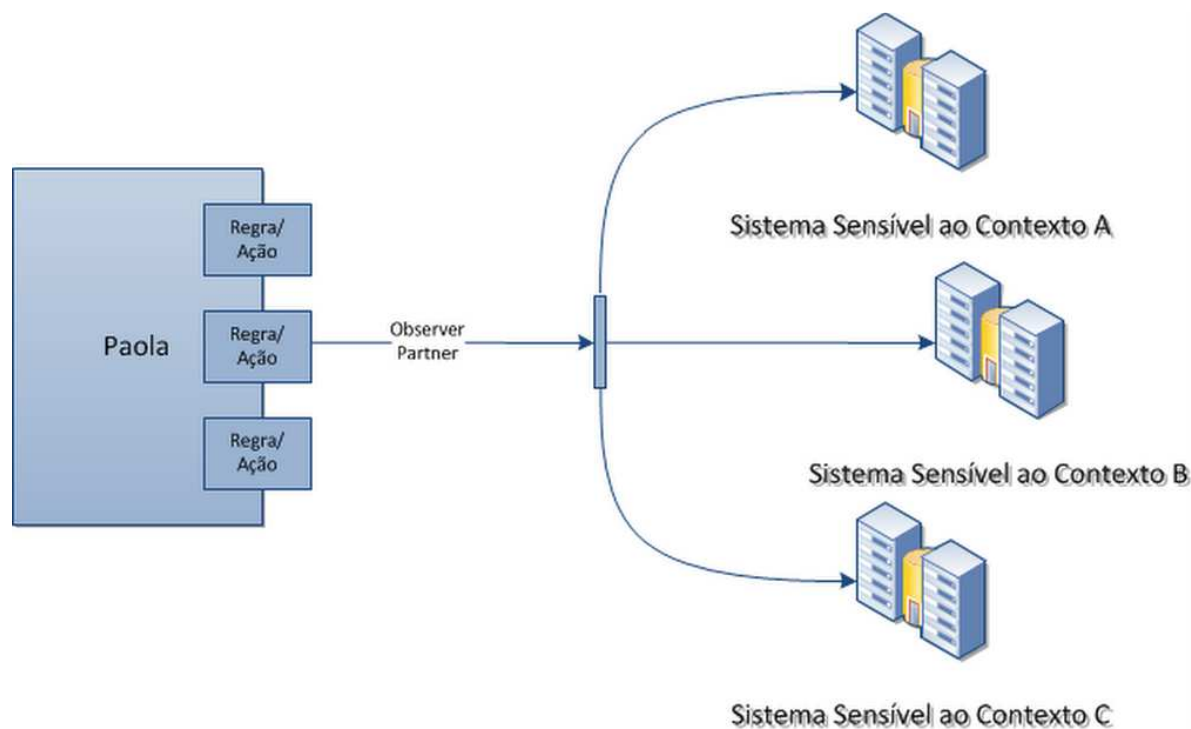 Sistema Sensível ao Contexto A
Regra/
Ação
Paola
Regra/
Ação
Observer
Partner
Regra/
Ação
Sistema Sensível ao Contexto B
Sistema Sensível ao Contexto C